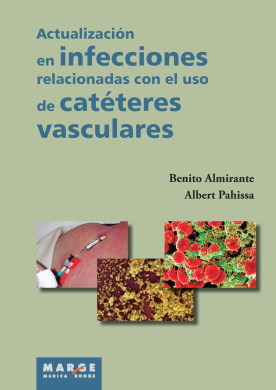 Actualización
en infecciones
relacionadas con el uso
de catéteres
vasculares
Benito Almirante
Albert Pahissa
MARGE
MEDICA BOOKS